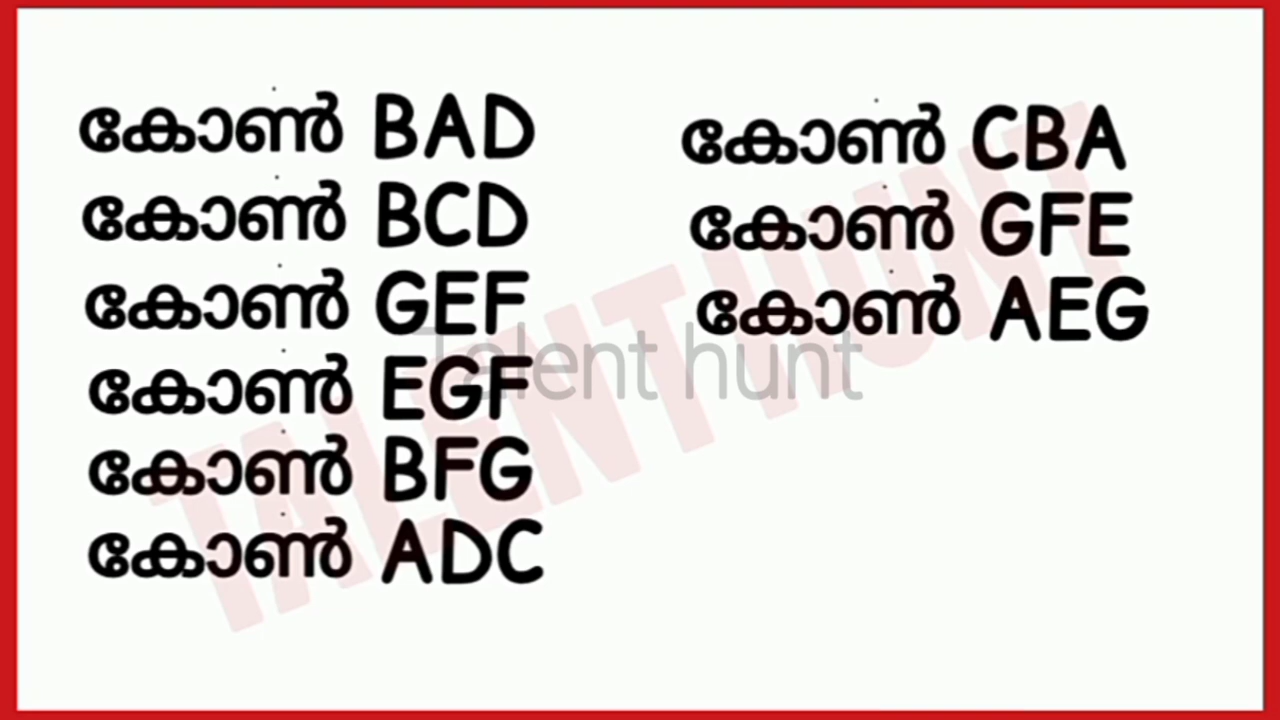 കോൺ BAD
കോൺ BCD
കോൺ GEF
കോൺ EGF
കോൺ BFG
കോൺ ADC
കോൺ CBA
കോൺ GFE
കോൺ AEG
Talent hunt
TALENT HUNT